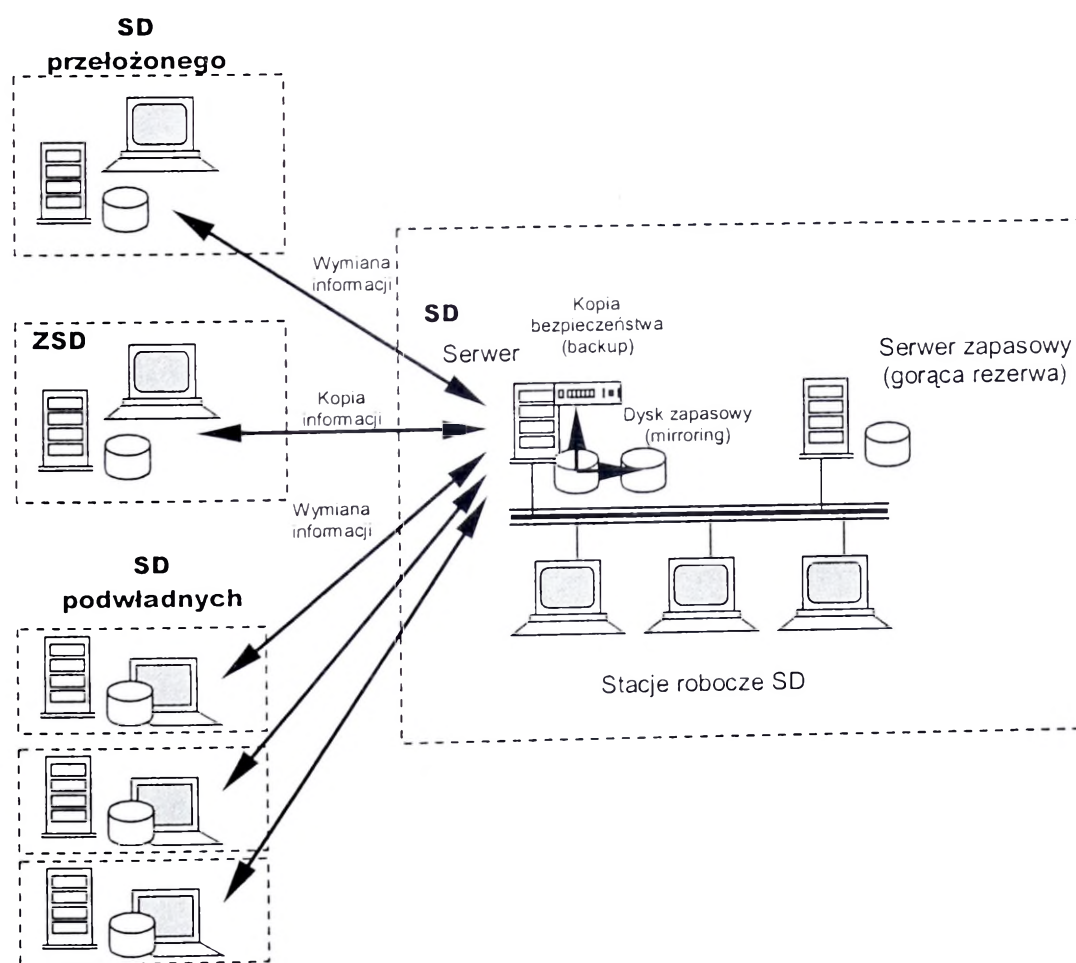 SD
przełożonego
Wymiana
informacji
SD
Kopia
bezpieczeństwa
(backup)
Serwer
Serwer zapasowy
(gorąca rezerwa)
ZSD
Kopia
informacji
Dysk zapasowy
(mirroring)
Wymiana
informacji
SD
podwładnych
Stacje robocze SD